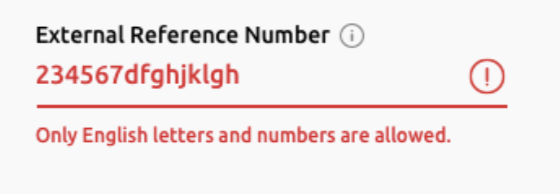 External Reference Number
234567dfghjklgh
Only English letters and numbers are allowed.